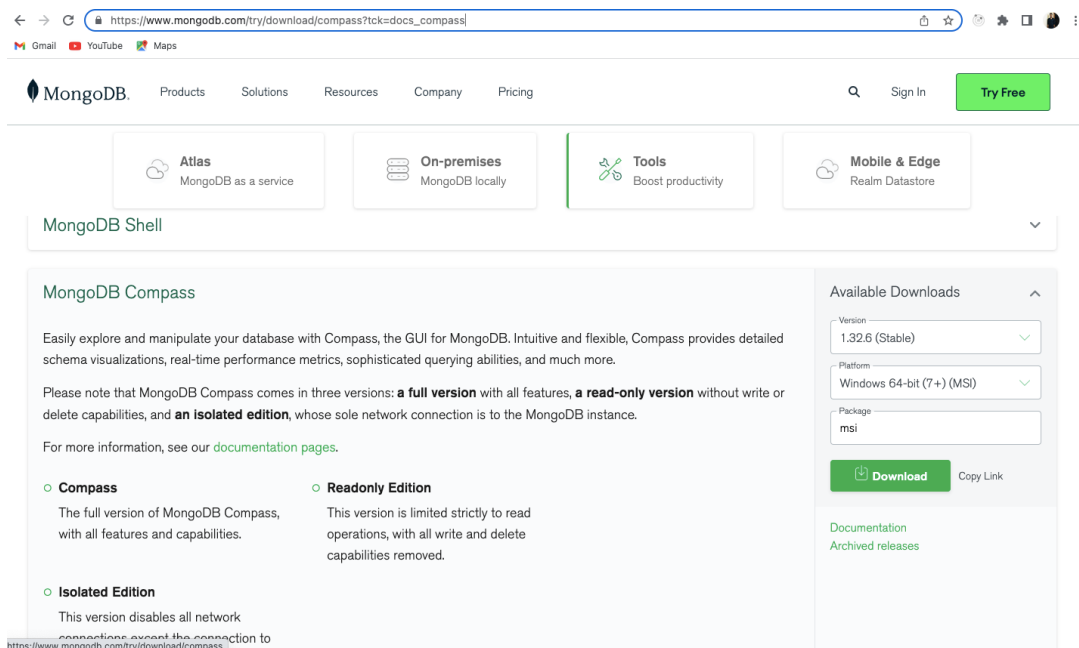 https://www.mongodb.com/try/download/compass?tck=docs_compass
Gmail YouTube Maps
MongoDB. Products Solutions Resources Company Pricing Sign In Try Free
Atlas
MongoDB as a service
On-premises
MongoDB locally
Tools
Boost productivity
Mobile & Edge
Realm Datastore
MongoDB Shell
MongoDB Compass
Easily explore and manipulate your database with Compass, the GUI for MongoDB. Intuitive and flexible, Compass provides detailed
schema visualizations, real-time performance metrics, sophisticated querying abilities, and much more.
Please note that MongoDB Compass comes in three versions: a full version with all features, a read-only version without write or
delete capabilities, and an isolated edition, whose sole network connection is to the MongoDB instance.
For more information, see our documentation pages.
Compass
The full version of MongoDB Compass,
with all features and capabilities.
Readonly Edition
This version is limited strictly to read
operations, with all write and delete
capabilities removed.
Isolated Edition
This version disables all network
connections except the connection to
Available Downloads
Version
1.32.6 (Stable)
Platform
Windows 64-bit (7+) (MSI)
Package
msi
Download Copy Link
Documentation
Archived releases
https://www.mongodb.com/try/download/compass